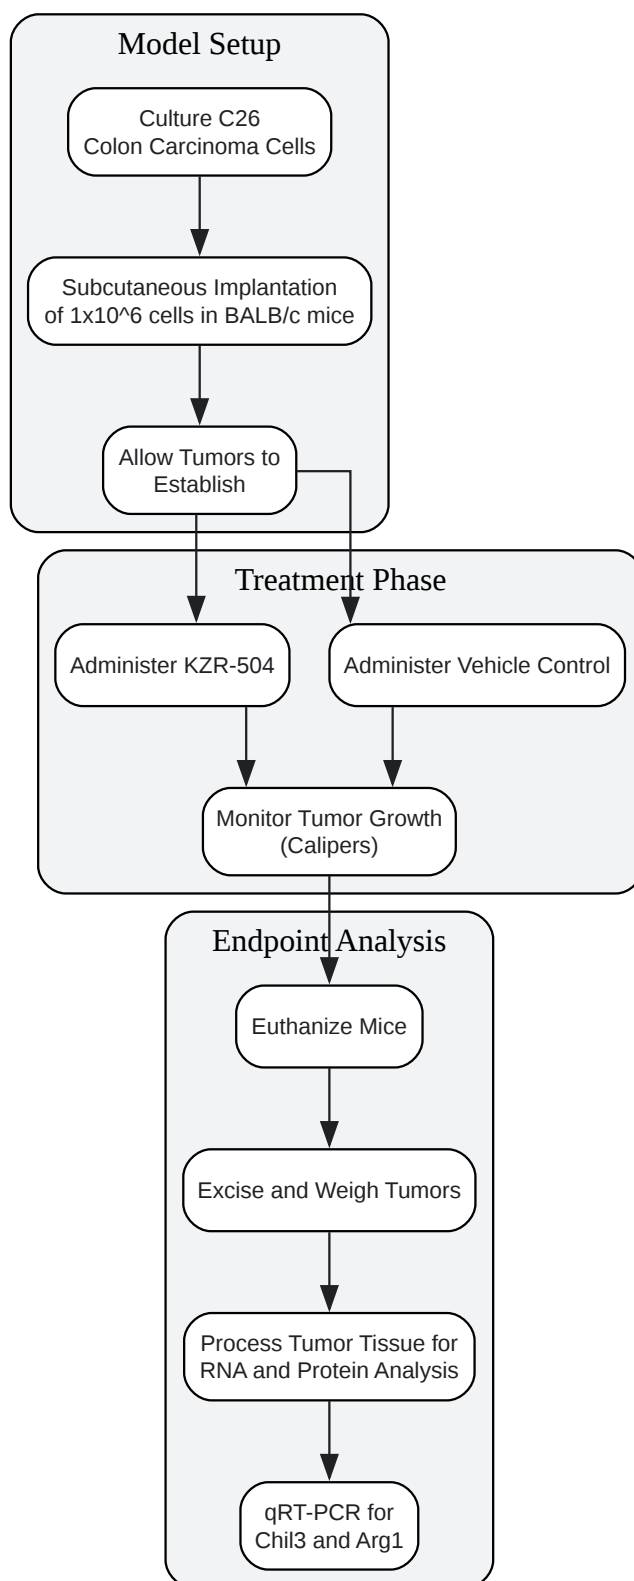 Model Setup
Culture C26
Colon Carcinoma Cells
Subcutaneous Implantation
of 1x10^6 cells in BALB/c mice
Allow Tumors to
Establish
Treatment Phase
Administer KZR-504
Administer Vehicle Control
Monitor Tumor Growth
(Calipers)
Endpoint Analysis
Euthanize Mice
Excise and Weigh Tumors
Process Tumor Tissue for
RNA and Protein Analysis
qRT-PCR for
Chil3 and Arg1